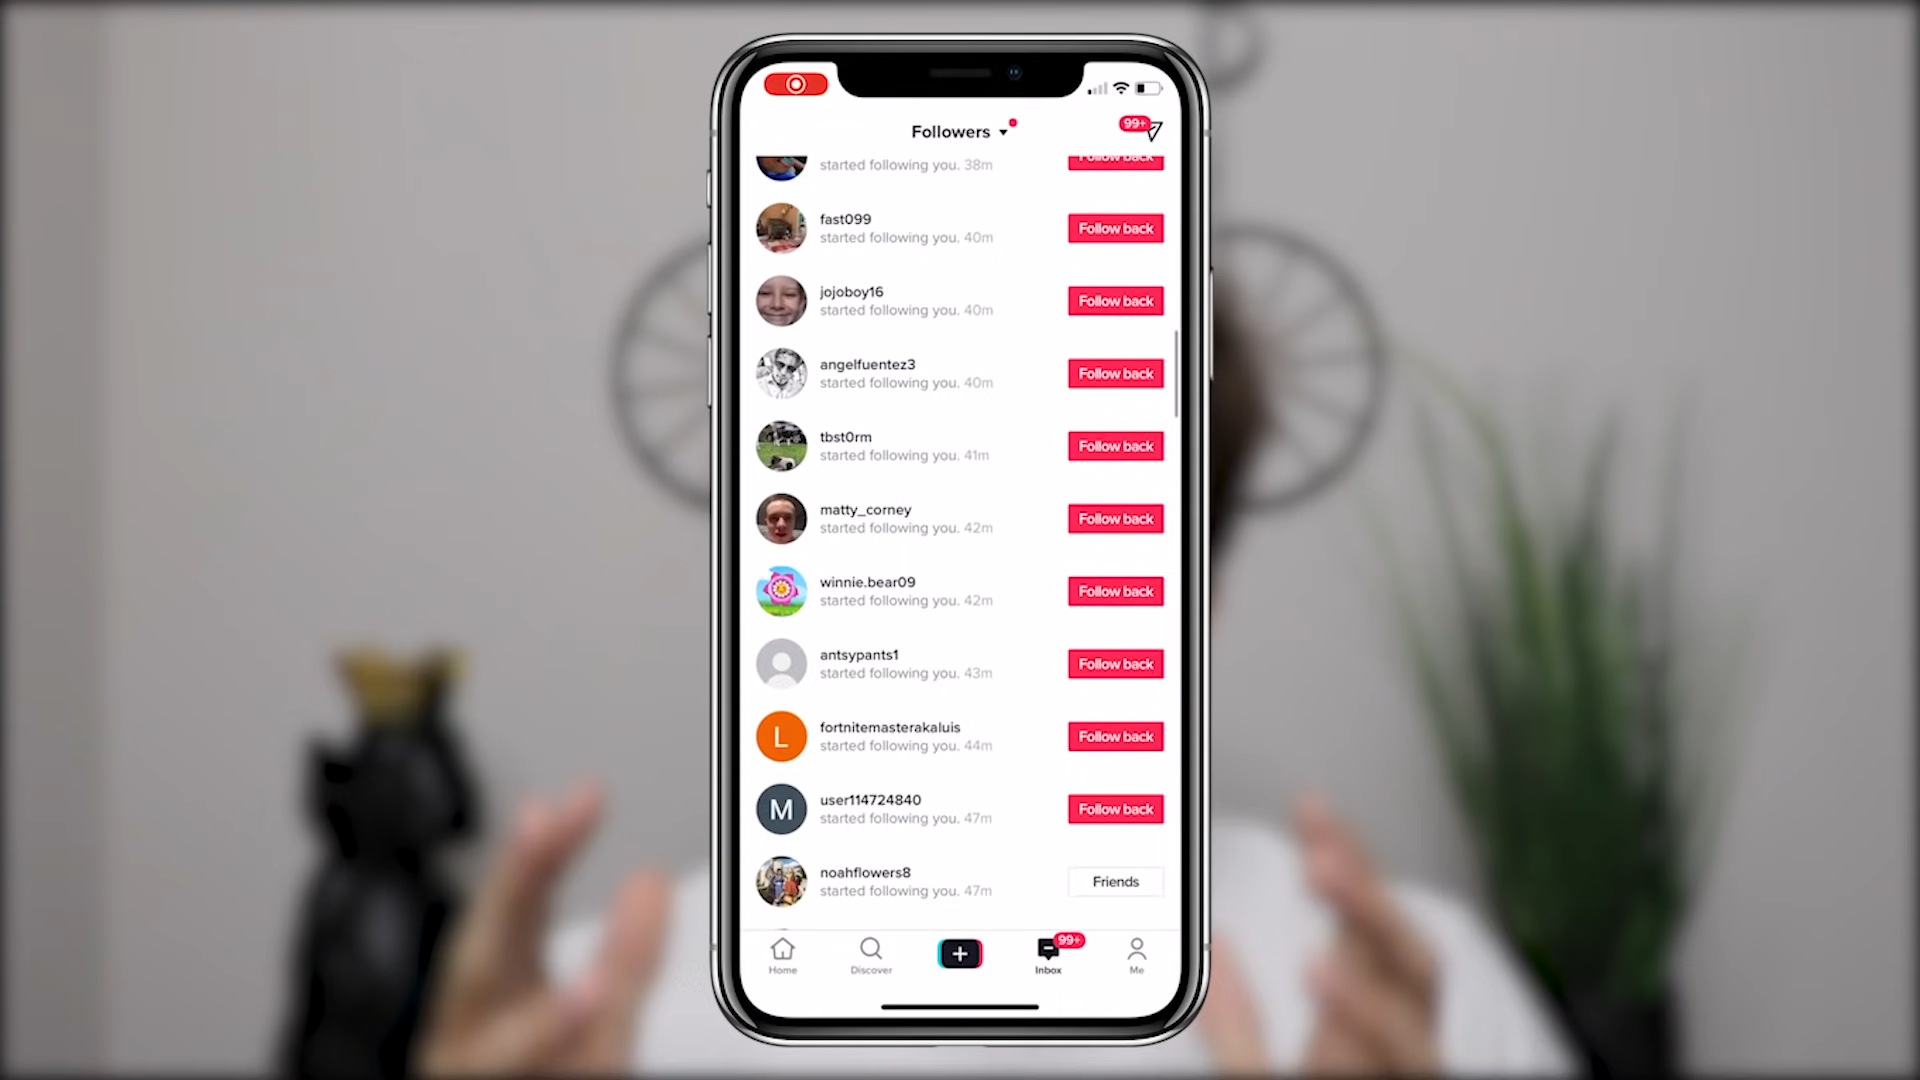 Followers
99+
started following you. 38m
Follow back
fast099
started following you. 40m
Follow back
jojoboy16
started following you. 40m
Follow back
angelfuentez3
started following you. 40m
Follow back
tbst0rm
started following you. 41m
Follow back
matty_corney
started following you. 42m
Follow back
winnie.bear09
started following you. 42m
Follow back
antsypants1
started following you. 43m
Follow back
L
fortnitemasterakaluis
started following you. 44m
Follow back
M
user114724840
started following you. 47m
Follow back
noahflowers8
started following you. 47m
Friends
99+
Home
Discover
Inbox
Me